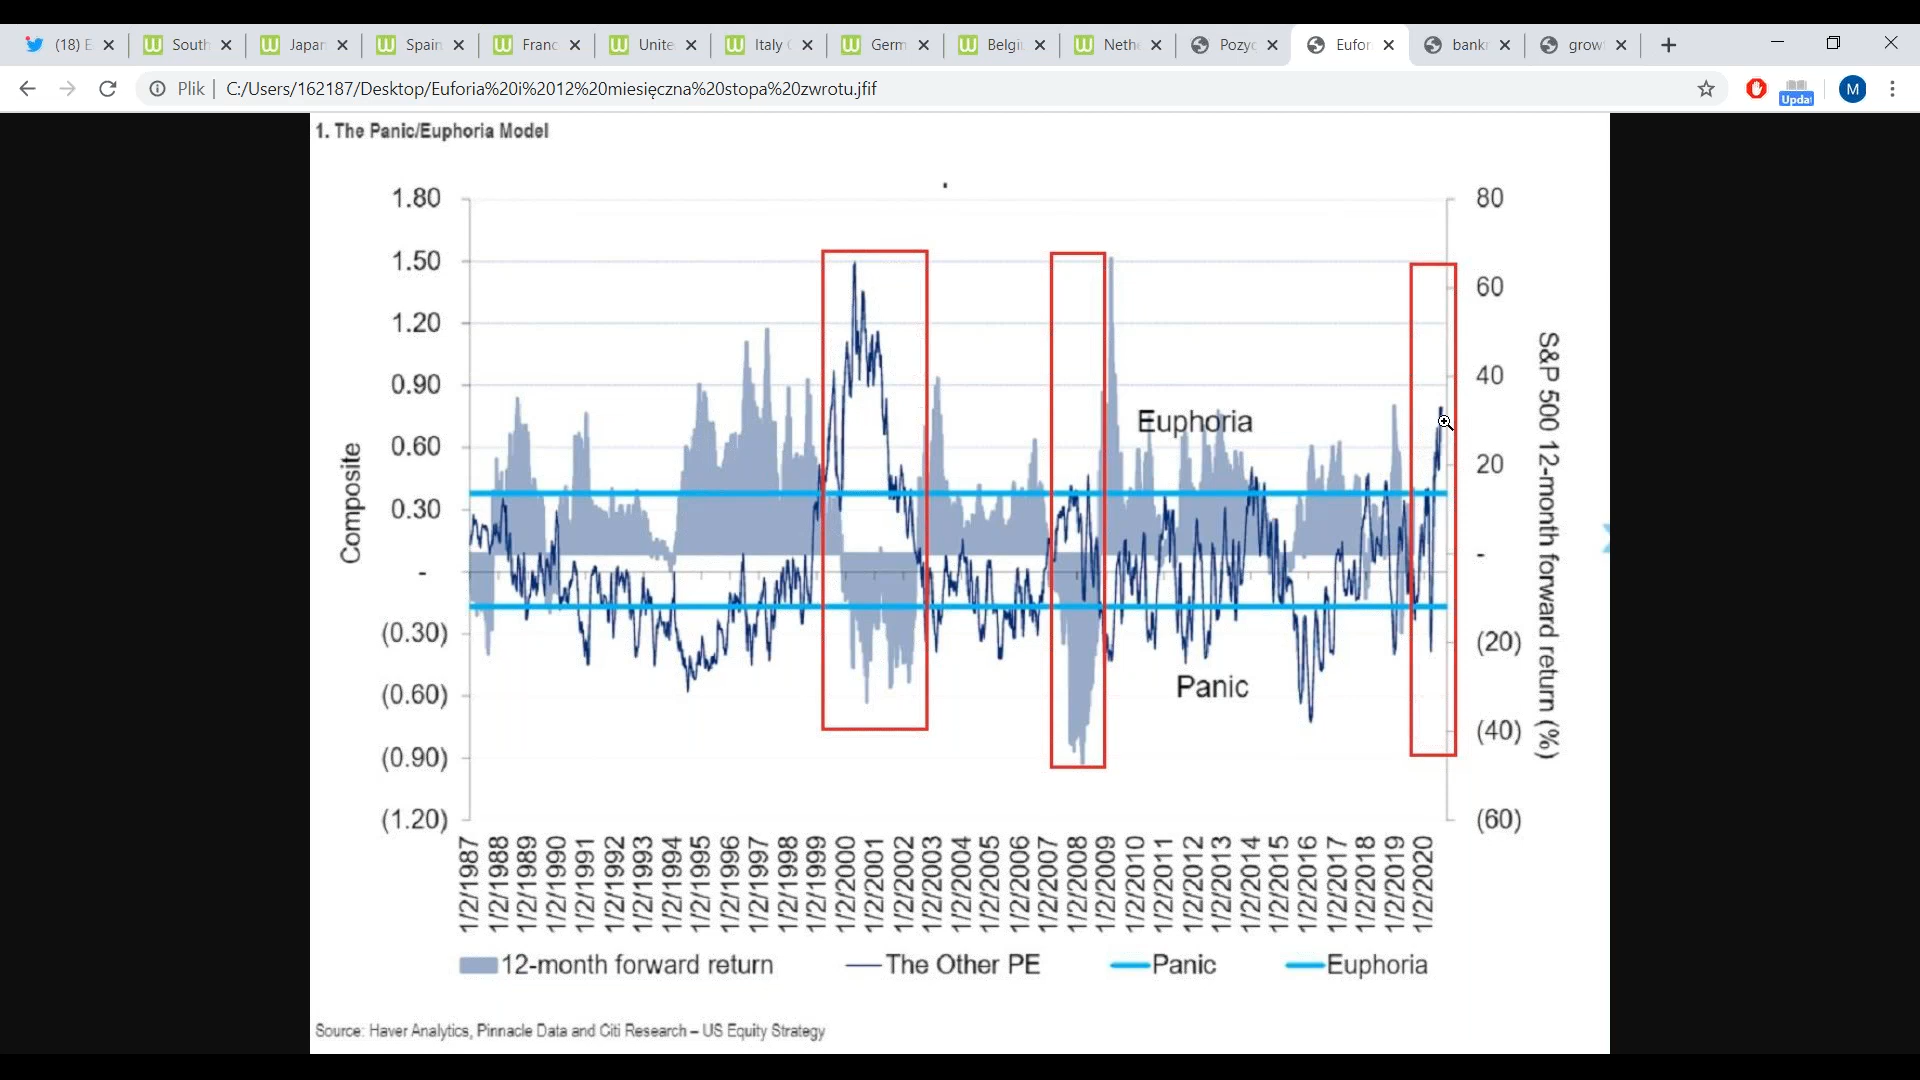 (18) E
South
Japan
Spain
Franc
Unite
Italy (
Germ
Belgi
Neth
Pozyc
Eufor
bankr
grow
Plik
C:/Users/162187/Desktop/Euforia%20i%2012%20miesięczna%20stopa%20zwrotu.jfif
Updat
M
1. The Panic/Euphoria Model
1.80
1.50
1.20
0.90
0.60
0.30
-
(0.30)
(0.60)
(0.90)
(1.20)
Composite
Euphoria
Panic
80
60
40
20
-
(20)
(40)
(60)
S&P 500 12-month forward return (%)
1/2/1987
1/2/1988
1/2/1989
1/2/1990
1/2/1991
1/2/1992
1/2/1993
1/2/1994
1/2/1995
1/2/1996
1/2/1997
1/2/1998
1/2/1999
1/2/2000
1/2/2001
1/2/2002
1/2/2003
1/2/2004
1/2/2005
1/2/2006
1/2/2007
1/2/2008
1/2/2009
1/2/2010
1/2/2011
1/2/2012
1/2/2013
1/2/2014
1/2/2015
1/2/2016
1/2/2017
1/2/2018
1/2/2019
1/2/2020
12-month forward return The Other PE Panic Euphoria
Source: Haver Analytics, Pinnacle Data and Citi Research – US Equity Strategy